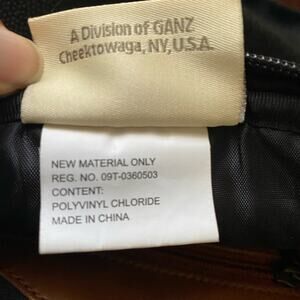 A Division of GANZ
Cheektowaga, NY, U.S.A.
NEW MATERIAL ONLY
REG. NO. 09T-0360503
CONTENT:
POLYVINYL CHLORIDE
MADE IN CHINA